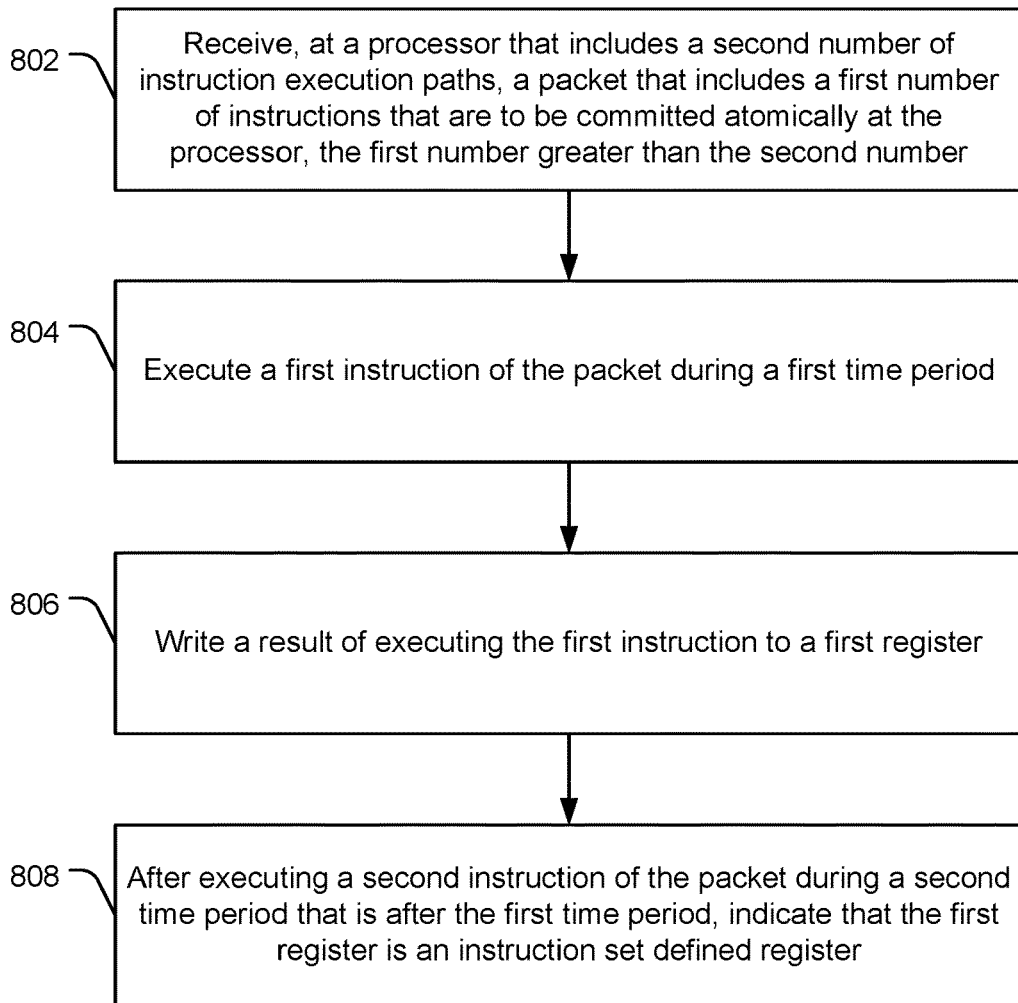 802
Receive, at a processor that includes a second number of
instruction execution paths, a packet that includes a first number
of instructions that are to be committed atomically at the
processor, the first number greater than the second number
804
Execute a first instruction of the packet during a first time period
806
Write a result of executing the first instruction to a first register
808
After executing a second instruction of the packet during a second
time period that is after the first time period, indicate that the first
register is an instruction set defined register